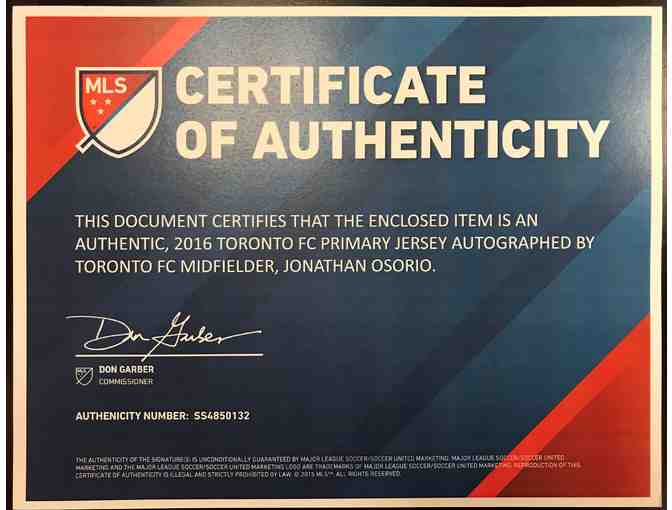 MLS
CERTIFICATE
OF AUTHENTICITY
THIS DOCUMENT CERTIFIES THAT THE ENCLOSED ITEM IS AN
AUTHENTIC, 2016 TORONTO FC PRIMARY JERSEY AUTOGRAPHED BY
TORONTO FC MIDFIELDER, JONATHAN OSORIO.
Don Garber
DON GARBER
COMMISSIONER
AUTHENICITY NUMBER: SS4850132
THE AUTHENTICITY OF THE SIGNATURE(S) IS UNCONDITIONALLY GUARANTEED BY MAJOR LEAGUE SOCCER/SOCCER UNITED MARKETING. MAJOR LEAGUE SOCCER/SOCCER UNITED
MARKETING AND THE MAJOR LEAGUE SOCCER/SOCCER UNITED MARKETING LOGO ARE TRADEMARKS OF MAJOR LEAGUE SOCCER/SOCCER UNITED MARKETING. REPRODUCTION OF THIS
CERTIFICATE OF AUTHENTICITY IS ILLEGAL AND STRICTLY PROHIBITED BY LAW. © 2015 MLS™. ALL RIGHTS RESERVED.